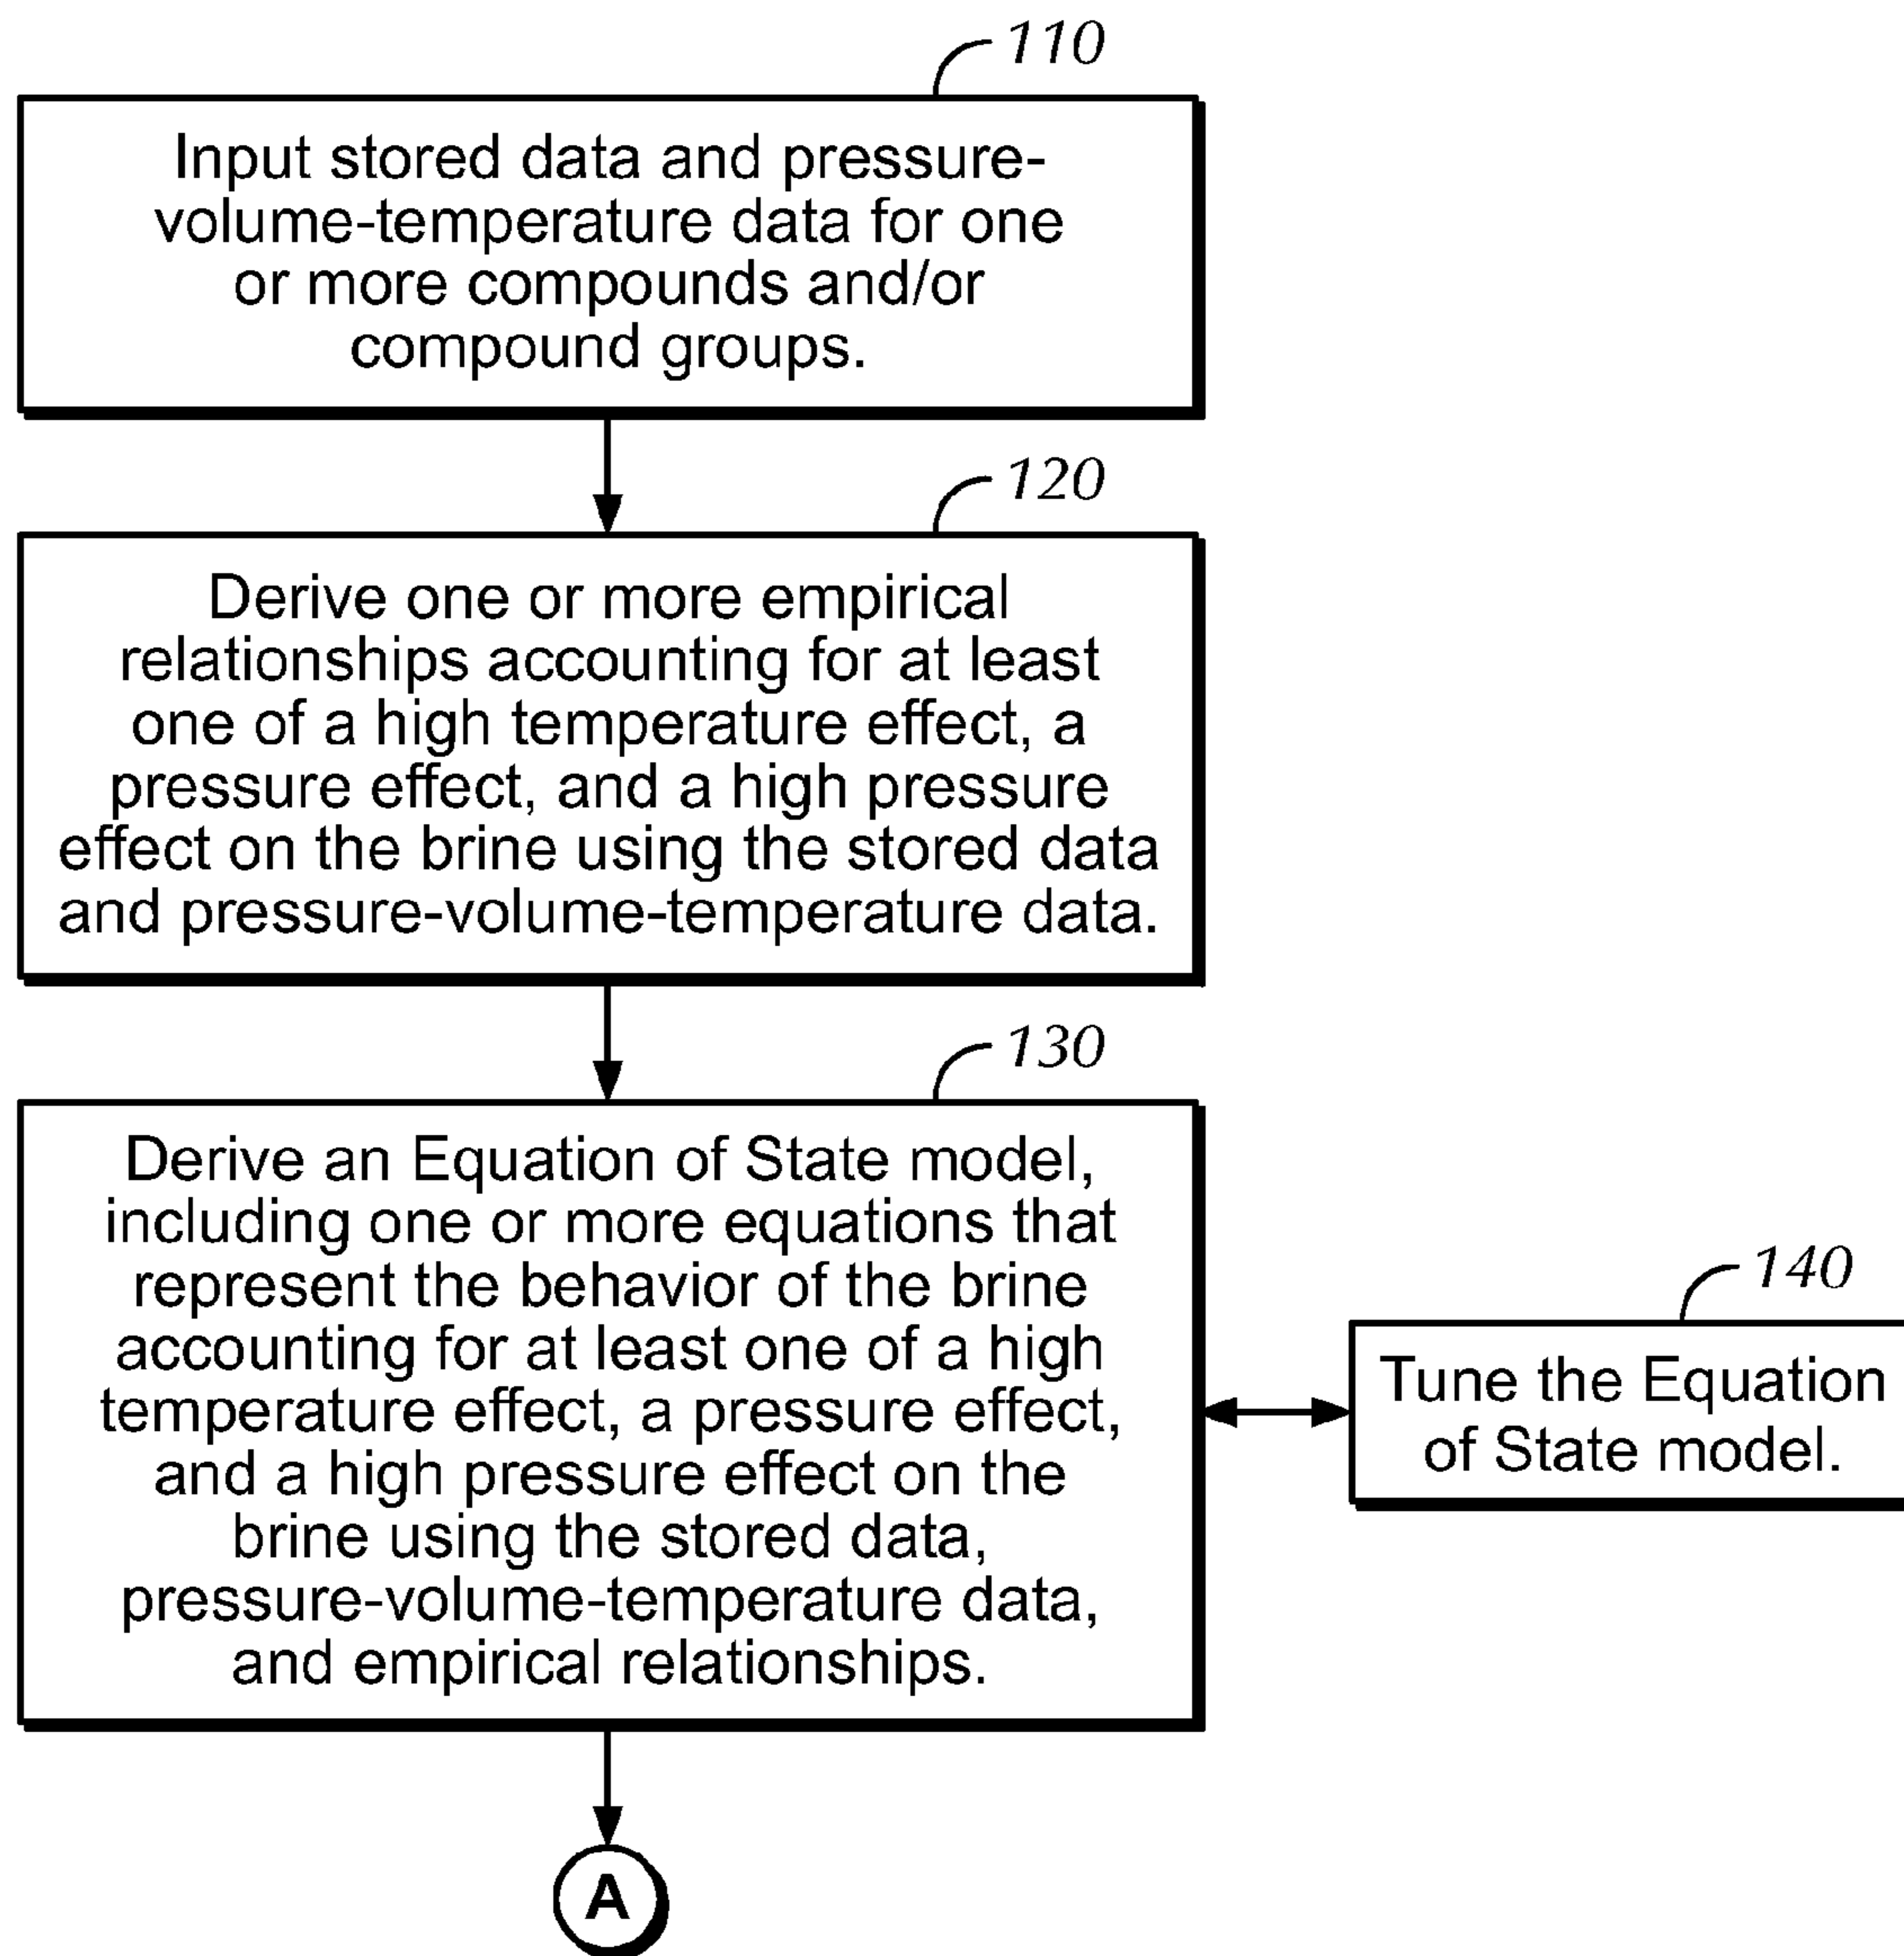 110
Input stored data and pressure-
volume-temperature data for one
or more compounds and/or
compound groups.
120
Derive one or more empirical
relationships accounting for at least
one of a high temperature effect, a
pressure effect, and a high pressure
effect on the brine using the stored data
and pressure-volume-temperature data.
130
Derive an Equation of State model,
including one or more equations that
represent the behavior of the brine
accounting for at least one of a high
temperature effect, a pressure effect,
and a high pressure effect on the
brine using the stored data,
pressure-volume-temperature data,
and empirical relationships.
140
Tune the Equation
of State model.
A